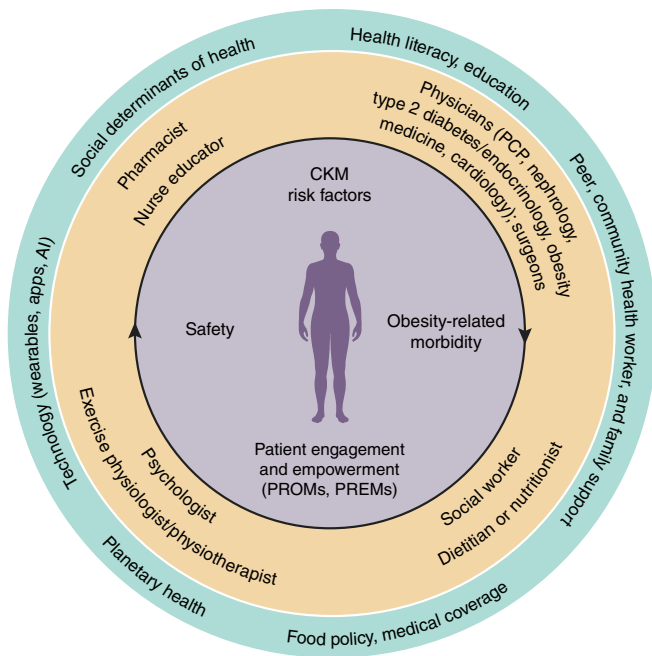 Social determinants of health
Health literacy, education
Peer, community health worker, and family support
Food policy, medical coverage
Planetary health
Technology (wearables, apps, AI)
Pharmacist
Nurse educator
Physicians (PCP, nephrology,
type 2 diabetes/endocrinology, obesity
medicine, cardiology); surgeons
Social worker
Dietitian or nutritionist
Psychologist
Exercise physiologist/physiotherapist
CKM
risk factors
Safety
Obesity-related
morbidity
Patient engagement
and empowerment
(PROMs, PREMs)